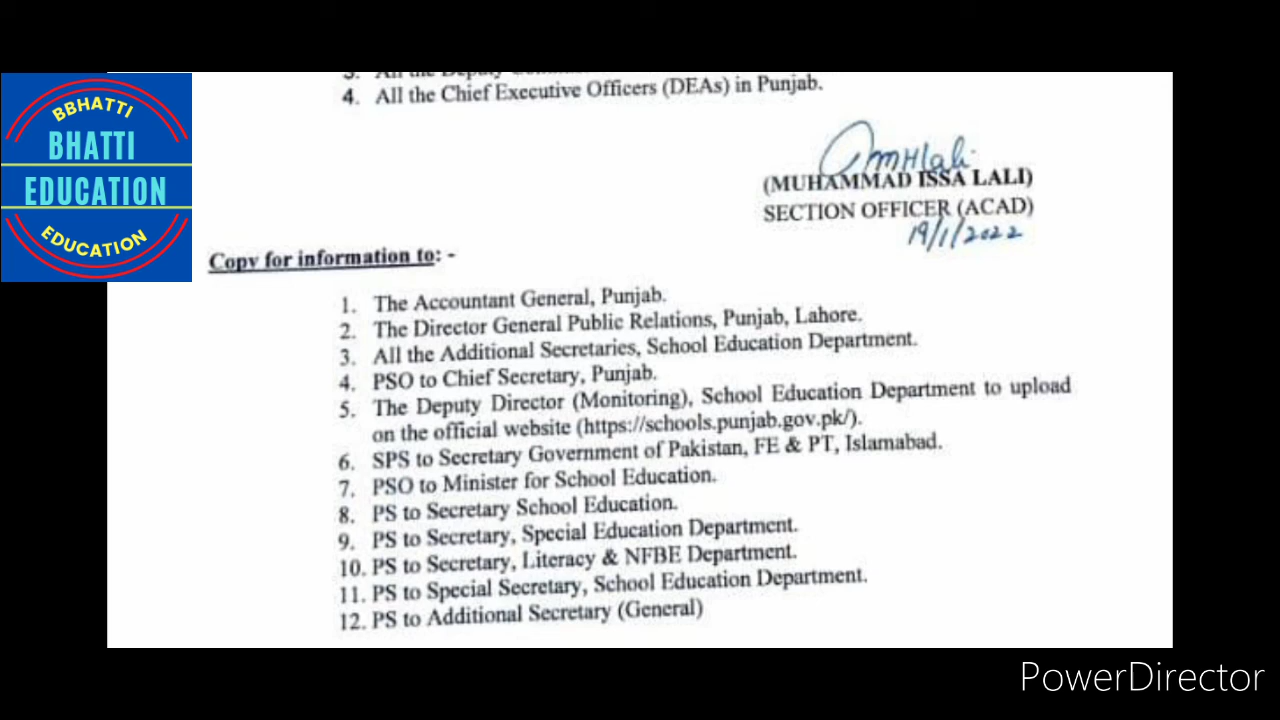 BBHATTI
BHATTI
EDUCATION
EDUCATION
3. All the Deputy
4. All the Chief Executive Officers (DEAs) in Punjab.
(MUHAMMAD ISSA LALI)
SECTION OFFICER (ACAD)
19/1/2022
Copy for information to: -
1. The Accountant General, Punjab.
2. The Director General Public Relations, Punjab, Lahore.
3. All the Additional Secretaries, School Education Department.
4. PSO to Chief Secretary, Punjab.
5. The Deputy Director (Monitoring), School Education Department to upload
on the official website (https://schools.punjab.gov.pk/).
6. SPS to Secretary Government of Pakistan, FE & PT, Islamabad.
7. PSO to Minister for School Education.
8. PS to Secretary School Education.
9. PS to Secretary, Special Education Department.
10. PS to Secretary, Literacy & NFBE Department.
11. PS to Special Secretary, School Education Department.
12. PS to Additional Secretary (General)
PowerDirector